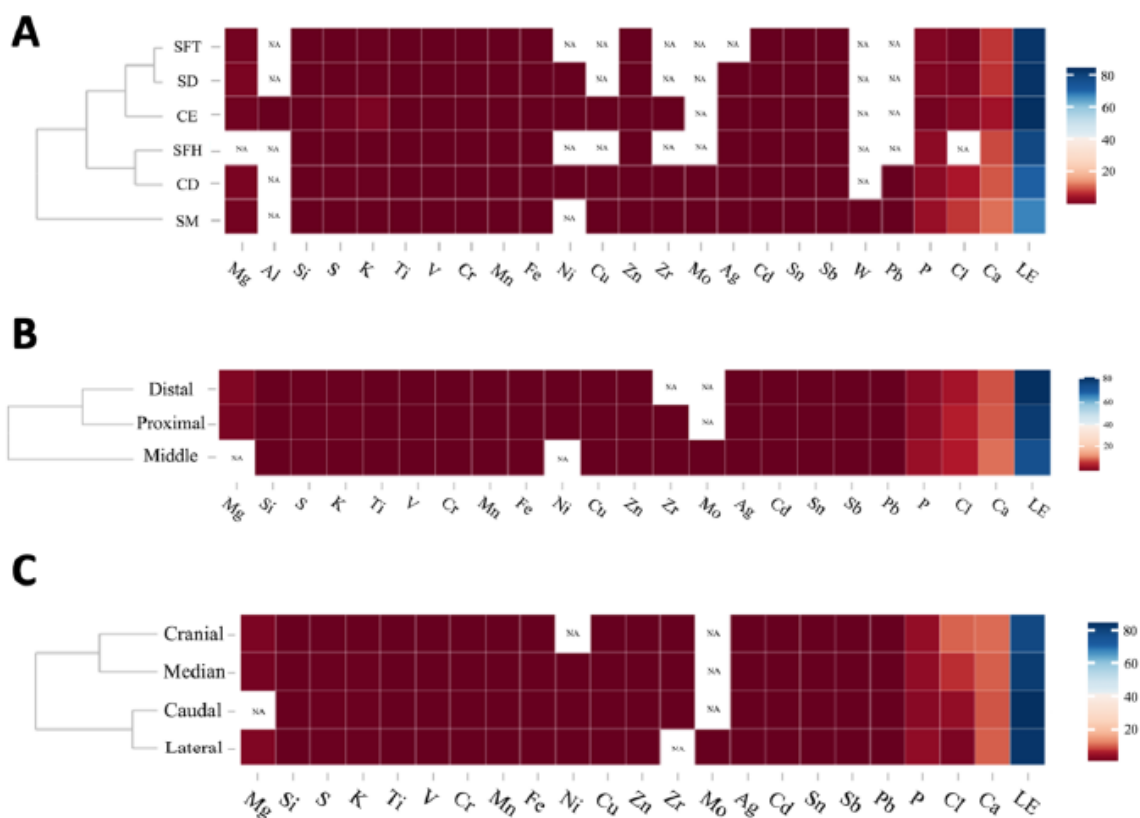 A
SFT NA NA NA NA NA NA NA NA
SD NA NA NA NA NA NA
CE NA NA NA
SFH NA NA NA NA NA NA NA NA NA
CD NA NA
SM NA NA
80
60
40
20
Mg Al Si S K Ti V Cr Mn Fe Ni Cu Zn Zr Mo Ag Cd Sn Sb W Pb P Cl Ca LE
B
Distal NA NA
Proximal NA
Middle NA NA
80
60
40
20
Mg Si S K Ti V Cr Mn Fe Ni Cu Zn Zr Mo Ag Cd Sn Sb Pb P Cl Ca LE
C
Cranial NA NA
Median NA
Caudal NA NA
Lateral NA
80
60
40
20
Mg Si S K Ti V Cr Mn Fe Ni Cu Zn Zr Mo Ag Cd Sn Sb Pb P Cl Ca LE